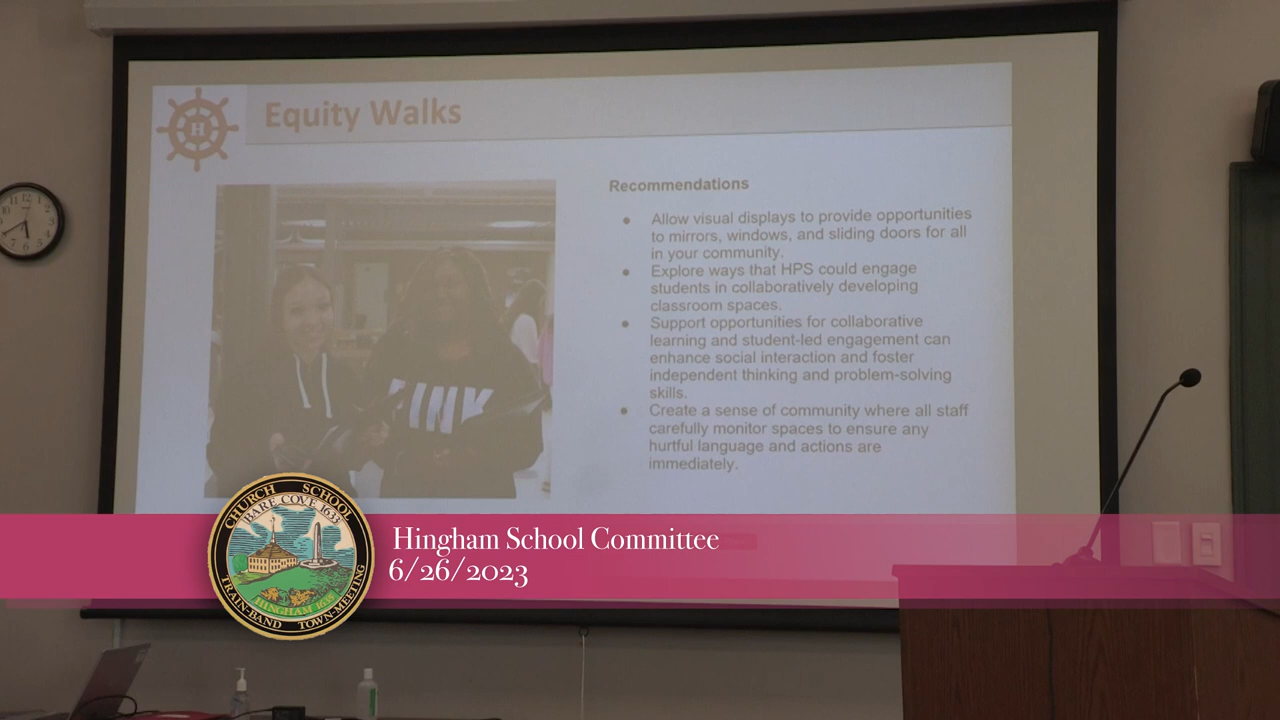 Equity Walks
H
Recommendations
● Allow visual displays to provide opportunities
to mirrors, windows, and sliding doors for all
in your community.
● Explore ways that HPS could engage
students in collaboratively developing
classroom spaces.
● Support opportunities for collaborative
learning and student-led engagement can
enhance social interaction and foster
independent thinking and problem-solving
skills.
● Create a sense of community where all staff
carefully monitor spaces to ensure any
hurtful language and actions are
immediately.
PINK
CHURCH SCHOOL
BARE COVE 1633
HINGHAM 1635
TRAIN-BAND TOWN-MEETING
Hingham School Committee
6/26/2023